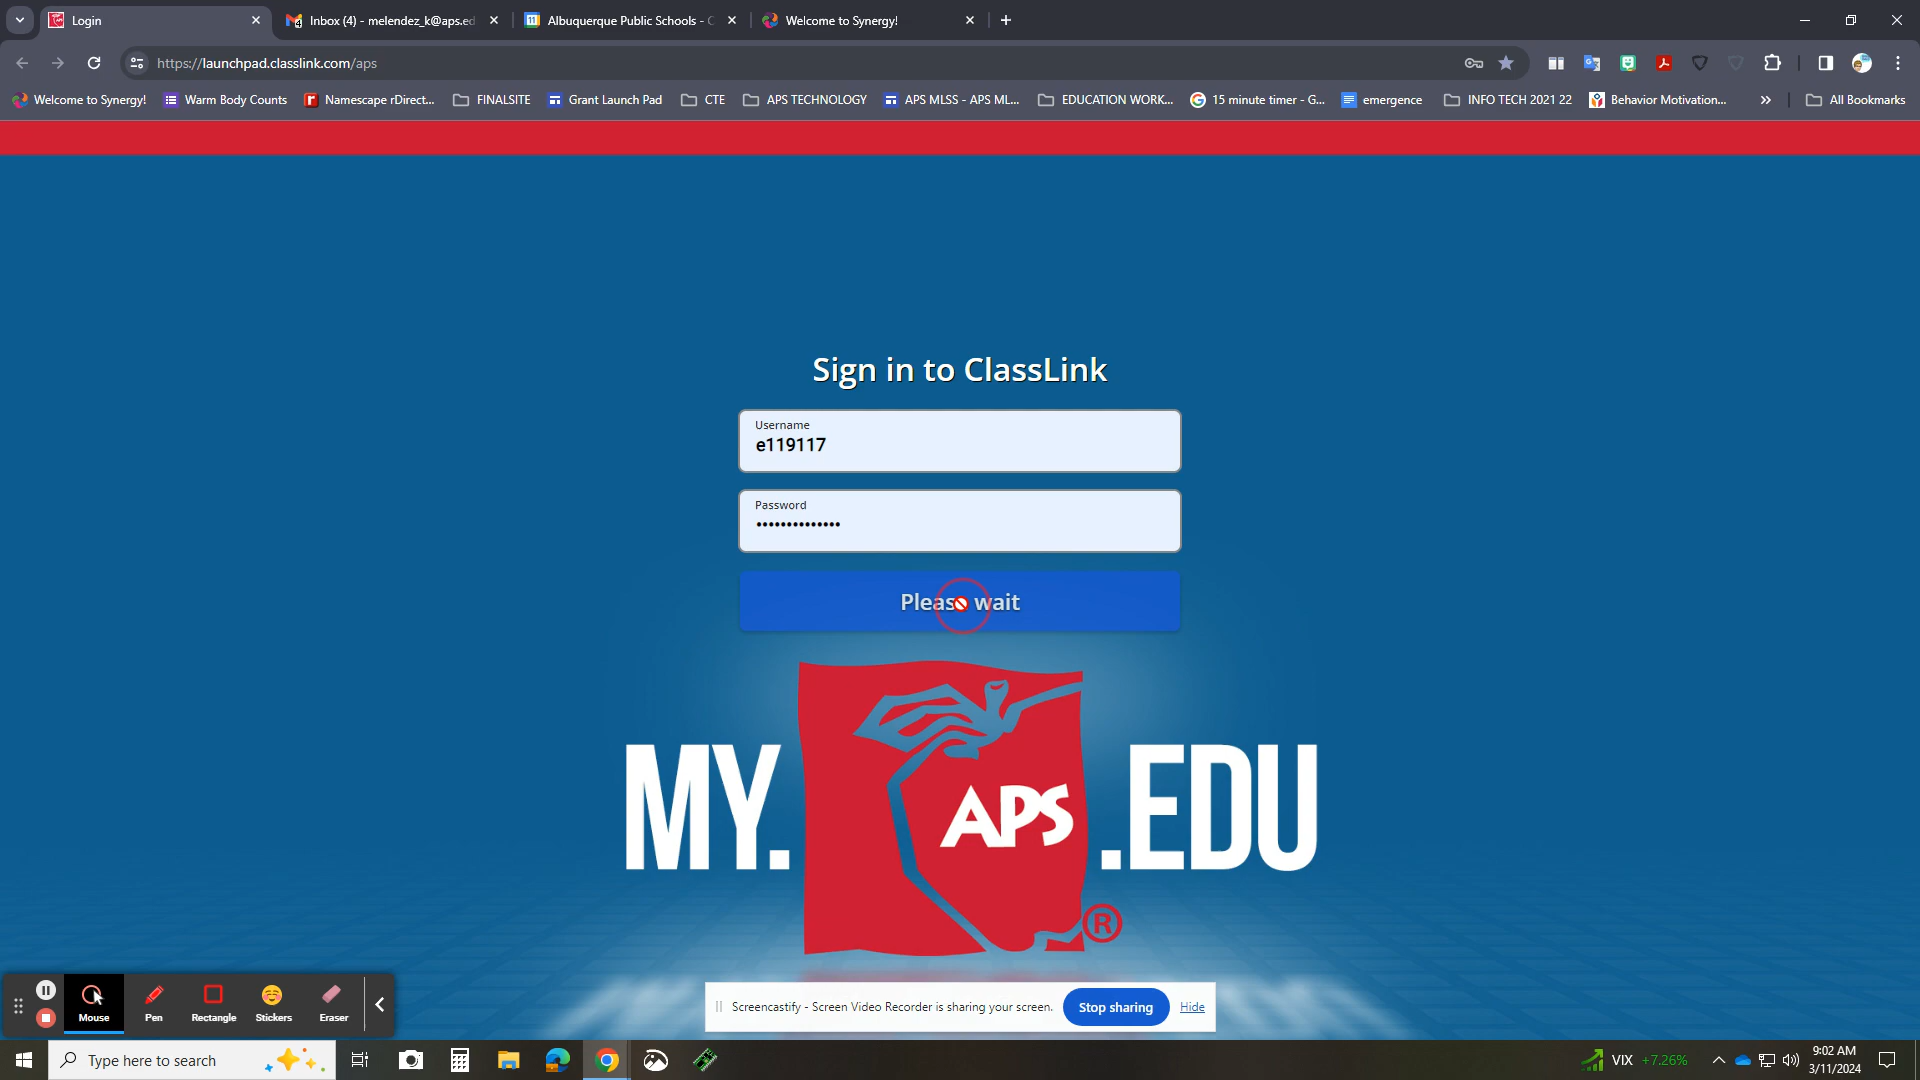 Login
Inbox (4) - melendez_k@aps.ed
Albuquerque Public Schools - C
Welcome to Synergy!
https://launchpad.classlink.com/aps
Welcome to Synergy!
Warm Body Counts
Namescape rDirect...
FINALSITE
Grant Launch Pad
CTE
APS TECHNOLOGY
APS MLSS - APS ML...
EDUCATION WORK...
15 minute timer - G...
emergence
INFO TECH 2021 22
Behavior Motivation...
All Bookmarks
Sign in to ClassLink
Username
e119117
Password
••••••••••••••
Please wait
MY.
APS
.EDU
®
Mouse
Pen
Rectangle
Stickers
Eraser
Screencastify - Screen Video Recorder is sharing your screen.
Stop sharing
Hide
Type here to search
VIX +7.26%
9:02 AM
3/11/2024